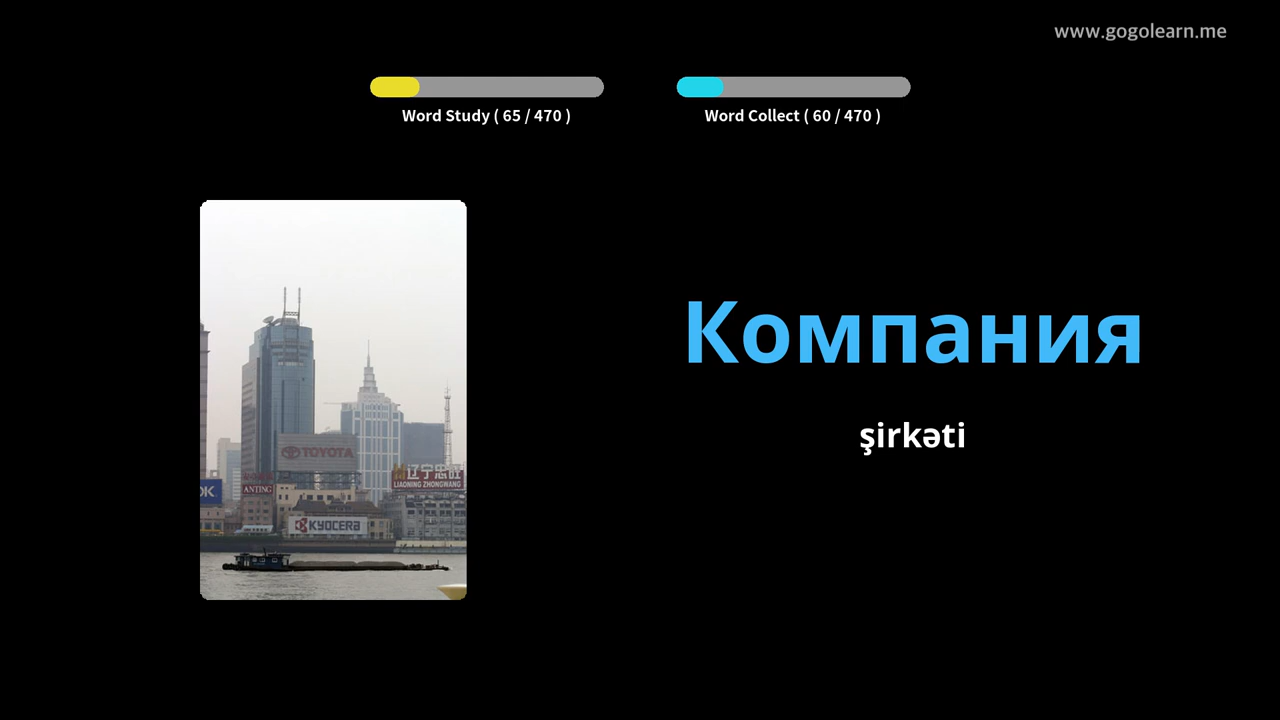 www.gogolearn.me
Word Study ( 65 / 470 )
Word Collect ( 60 / 470 )
Компания
şirkəti
TOYOTA
辽宁忠旺
LIAONING ZHONGWANG
ANTING
KYOCERA